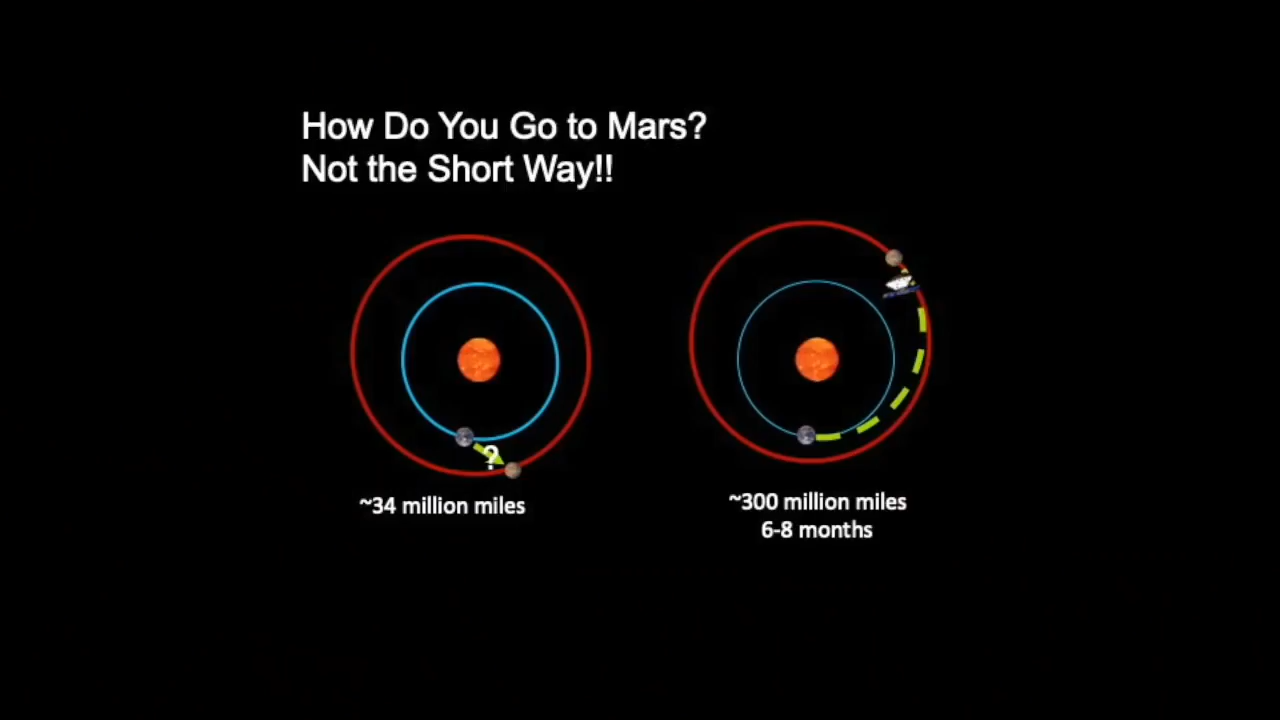 How Do You Go to Mars?
Not the Short Way!!
?
~34 million miles
~300 million miles
6-8 months